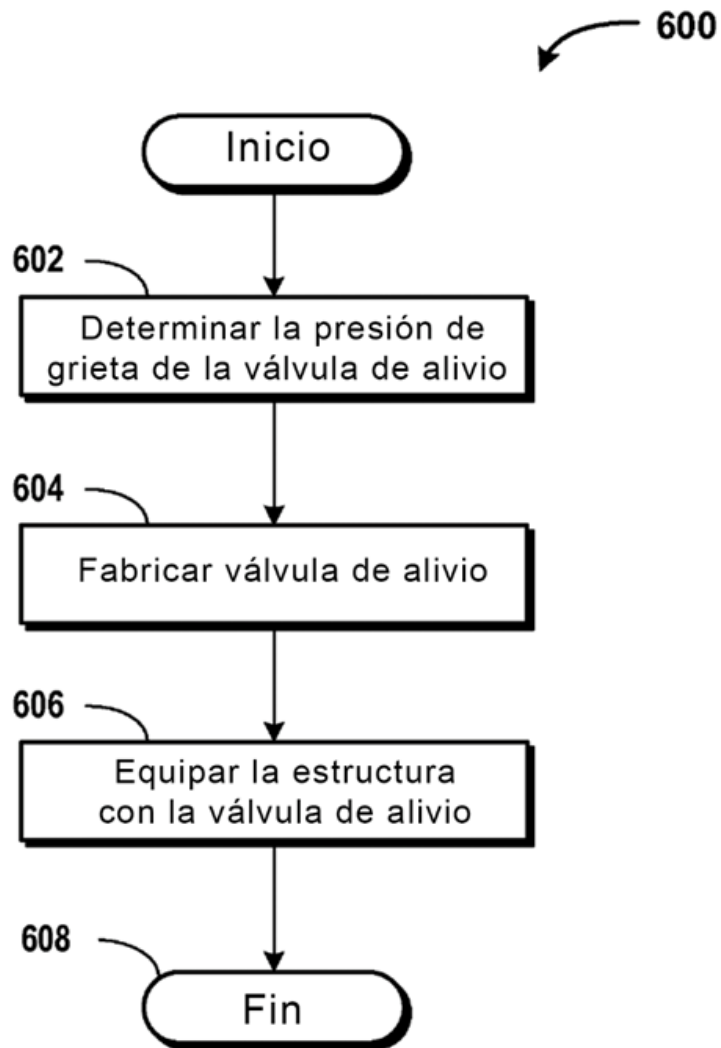 600
Inicio
602
Determinar la presión de
grieta de la válvula de alivio
604
Fabricar válvula de alivio
606
Equipar la estructura
con la válvula de alivio
608
Fin